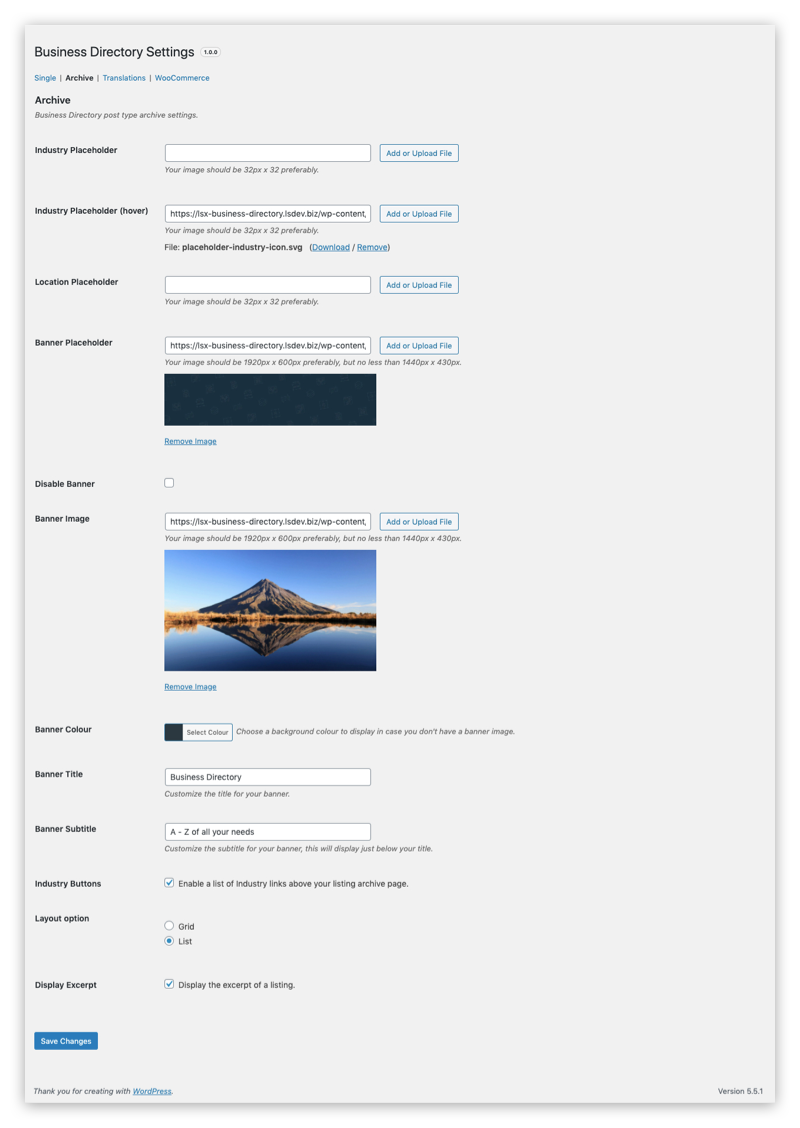 Business Directory Settings 1.0.0
Single | Archive | Translations | WooCommerce
Archive
Business Directory post type archive settings.
Industry Placeholder
Add or Upload File
Your image should be 32px x 32 preferably.
Industry Placeholder (hover)
https://lsx-business-directory.lsdev.biz/wp-content,
Add or Upload File
Your image should be 32px x 32 preferably.
File: placeholder-industry-icon.svg (Download / Remove)
Location Placeholder
Add or Upload File
Your image should be 32px x 32 preferably.
Banner Placeholder
https://lsx-business-directory.lsdev.biz/wp-content,
Add or Upload File
Your image should be 1920px x 600px preferably, but no less than 1440px x 430px.
Remove Image
Disable Banner
Banner Image
https://lsx-business-directory.lsdev.biz/wp-content,
Add or Upload File
Your image should be 1920px x 600px preferably, but no less than 1440px x 430px.
Remove Image
Banner Colour
Select Colour
Choose a background colour to display in case you don't have a banner image.
Banner Title
Business Directory
Customize the title for your banner.
Banner Subtitle
A - Z of all your needs
Customize the subtitle for your banner, this will display just below your title.
Industry Buttons
Enable a list of Industry links above your listing archive page.
Layout option
Grid
List
Display Excerpt
Display the excerpt of a listing.
Save Changes
Thank you for creating with WordPress.
Version 5.5.1